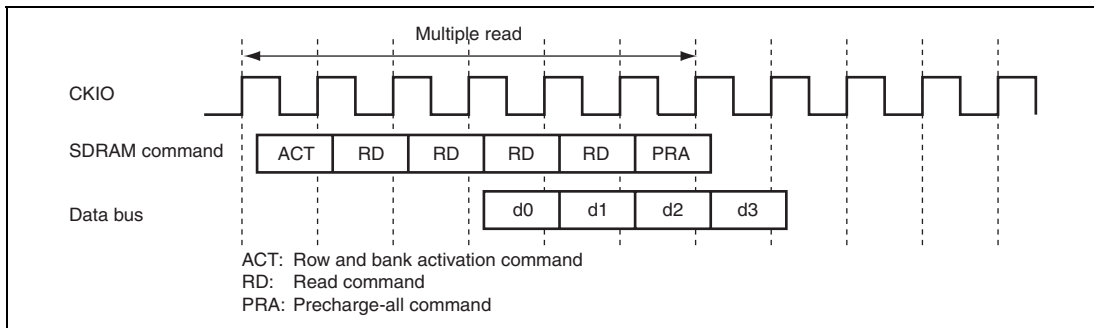 Multiple read
CKIO
SDRAM command ACT RD RD RD RD PRA
Data bus d0 d1 d2 d3
ACT: Row and bank activation command
RD: Read command
PRA: Precharge-all command